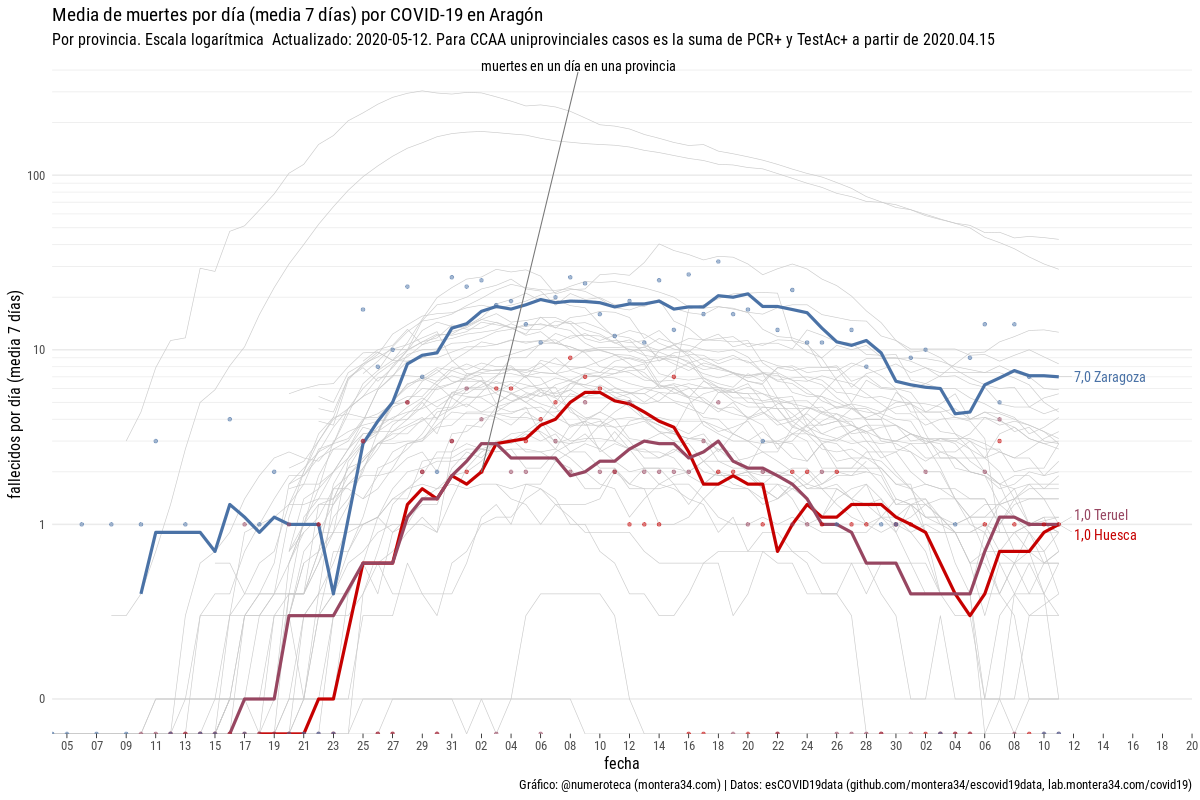 Media de muertes por día (media 7 días) por COVID-19 en Aragón
Por provincia. Escala logarítmica  Actualizado: 2020-05-12. Para CCAA uniprovinciales casos es la suma de PCR+ y TestAc+ a partir de 2020.04.15
muertes en un día en una provincia
fallecidos por día (media 7 días)
100
10
1
0
7,0 Zaragoza
1,0 Teruel
1,0 Huesca
05 07 09 11 13 15 17 19 21 23 25 27 29 31 02 04 06 08 10 12 14 16 18 20 22 24 26 28 30 02 04 06 08 10 12 14 16 18 20
fecha
Gráfico: @numeroteca (montera34.com) | Datos: esCOVID19data (github.com/montera34/escovid19data, lab.montera34.com/covid19)